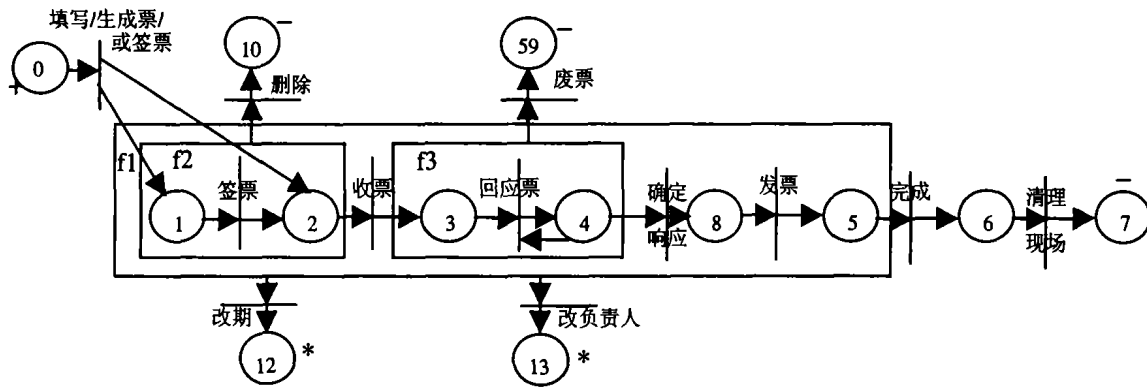 填写/生成票/
或签票
0
+
10
−
删除
59
−
废票
f1
f2
f3
1
签票
2
收票
3
回应票
4
确定
响应
8
发票
5
完成
6
清理
现场
7
−
改期
12
*
改负责人
13
*